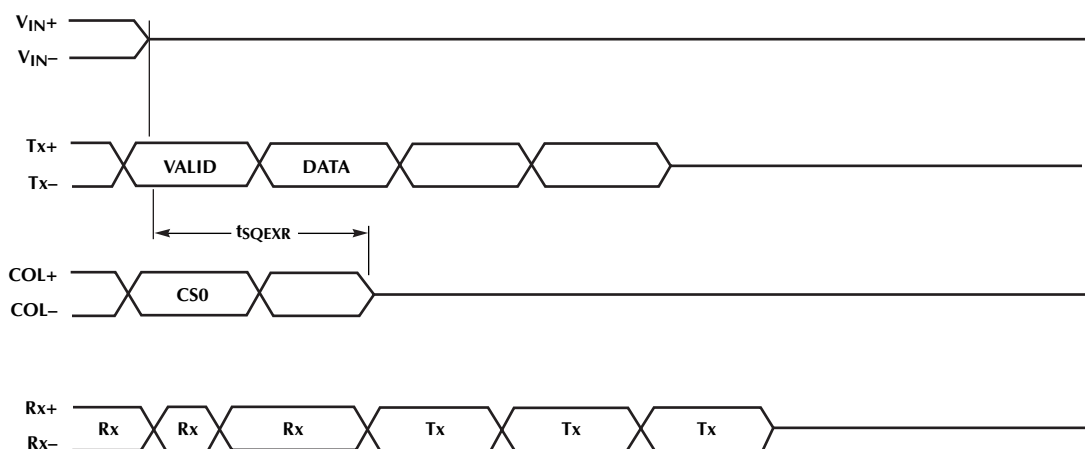 VIN+
VIN–
Tx+
Tx–
VALID DATA
tSQEXR
COL+
COL–
CS0
Rx+
Rx–
Rx Rx Rx Tx Tx Tx